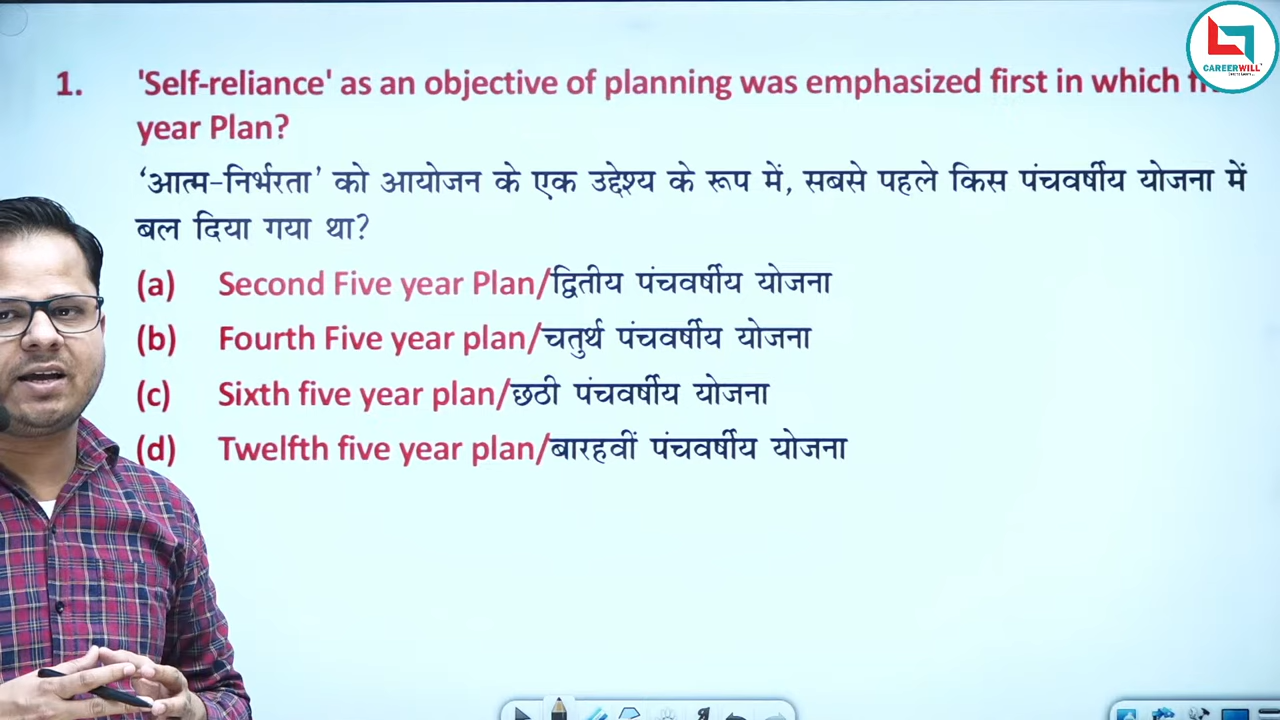 CAREERWILL
1. 'Self-reliance' as an objective of planning was emphasized first in which
year Plan?
‘आत्म-निर्भरता’ को आयोजन के एक उद्देश्य के रूप में, सबसे पहले किस पंचवर्षीय योजना में
बल दिया गया था?
(a) Second Five year Plan/द्वितीय पंचवर्षीय योजना
(b) Fourth Five year plan/चतुर्थ पंचवर्षीय योजना
(c) Sixth five year plan/छठी पंचवर्षीय योजना
(d) Twelfth five year plan/बारहवीं पंचवर्षीय योजना